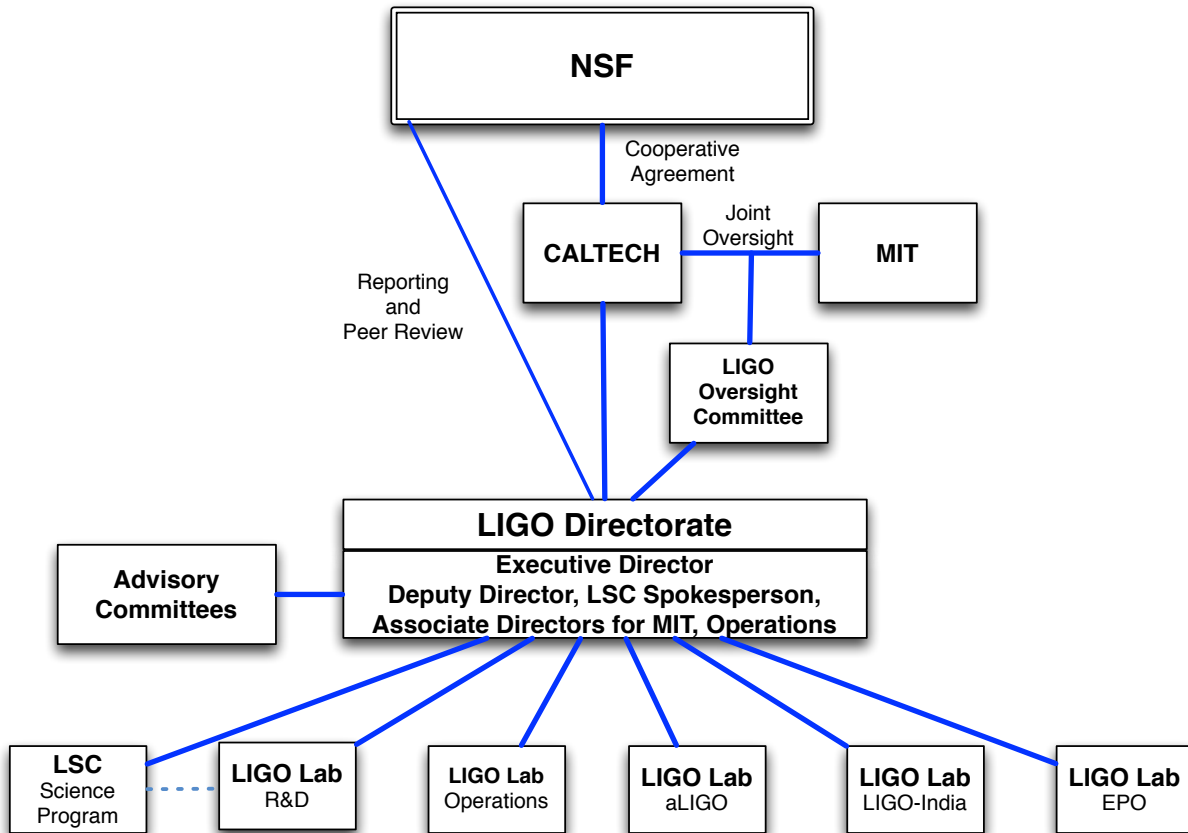 NSF
Cooperative
Agreement
Joint
Oversight
CALTECH
MIT
Reporting
and
Peer Review
LIGO
Oversight
Committee
LIGO Directorate
Executive Director
Deputy Director, LSC Spokesperson,
Associate Directors for MIT, Operations
Advisory
Committees
LSC
Science
Program
LIGO Lab
R&D
LIGO Lab
Operations
LIGO Lab
aLIGO
LIGO Lab
LIGO-India
LIGO Lab
EPO